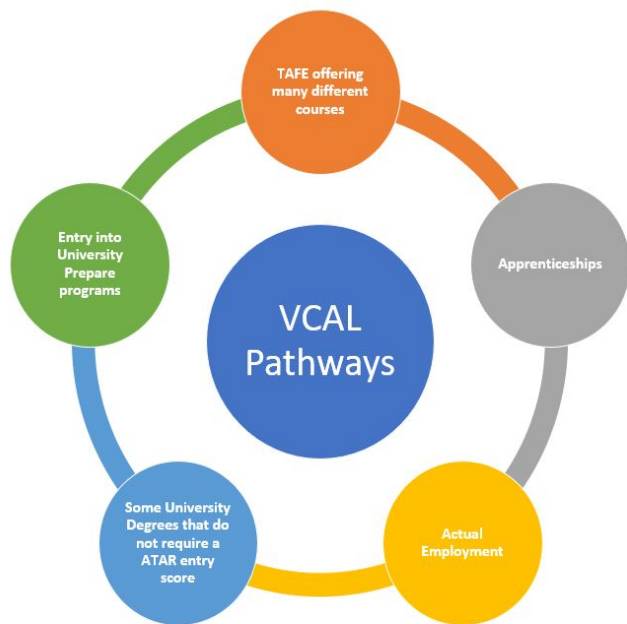 TAFE offering
many different
courses
Apprenticeships
Actual
Employment
Some University
Degrees that do
not require a
ATAR entry
score
Entry into
University
Prepare
programs
VCAL
Pathways